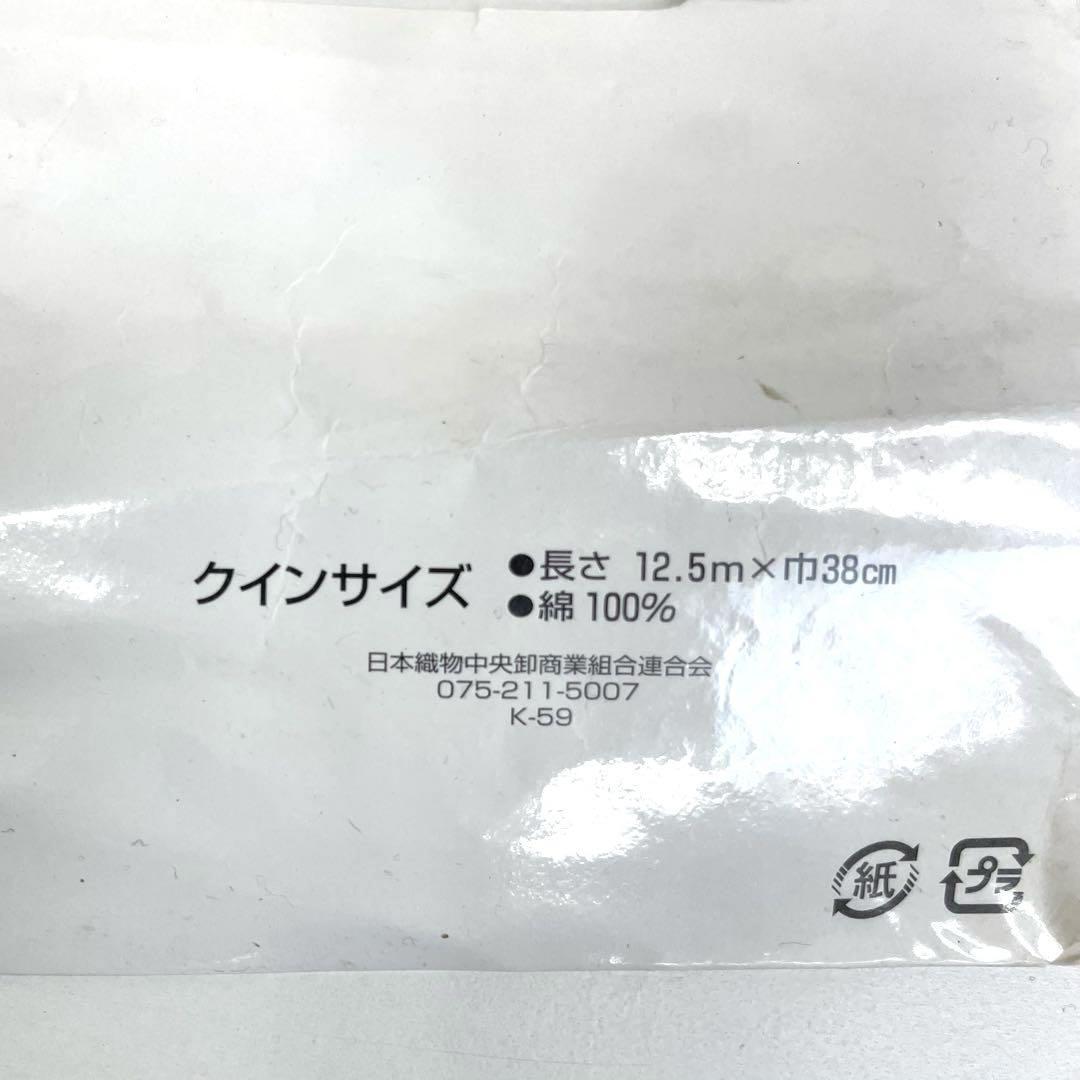 クインサイズ
●長さ 12.5m×巾38cm
●綿 100%
日本織物中央卸商業組合連合会
075-211-5007
K-59
紙
プラ